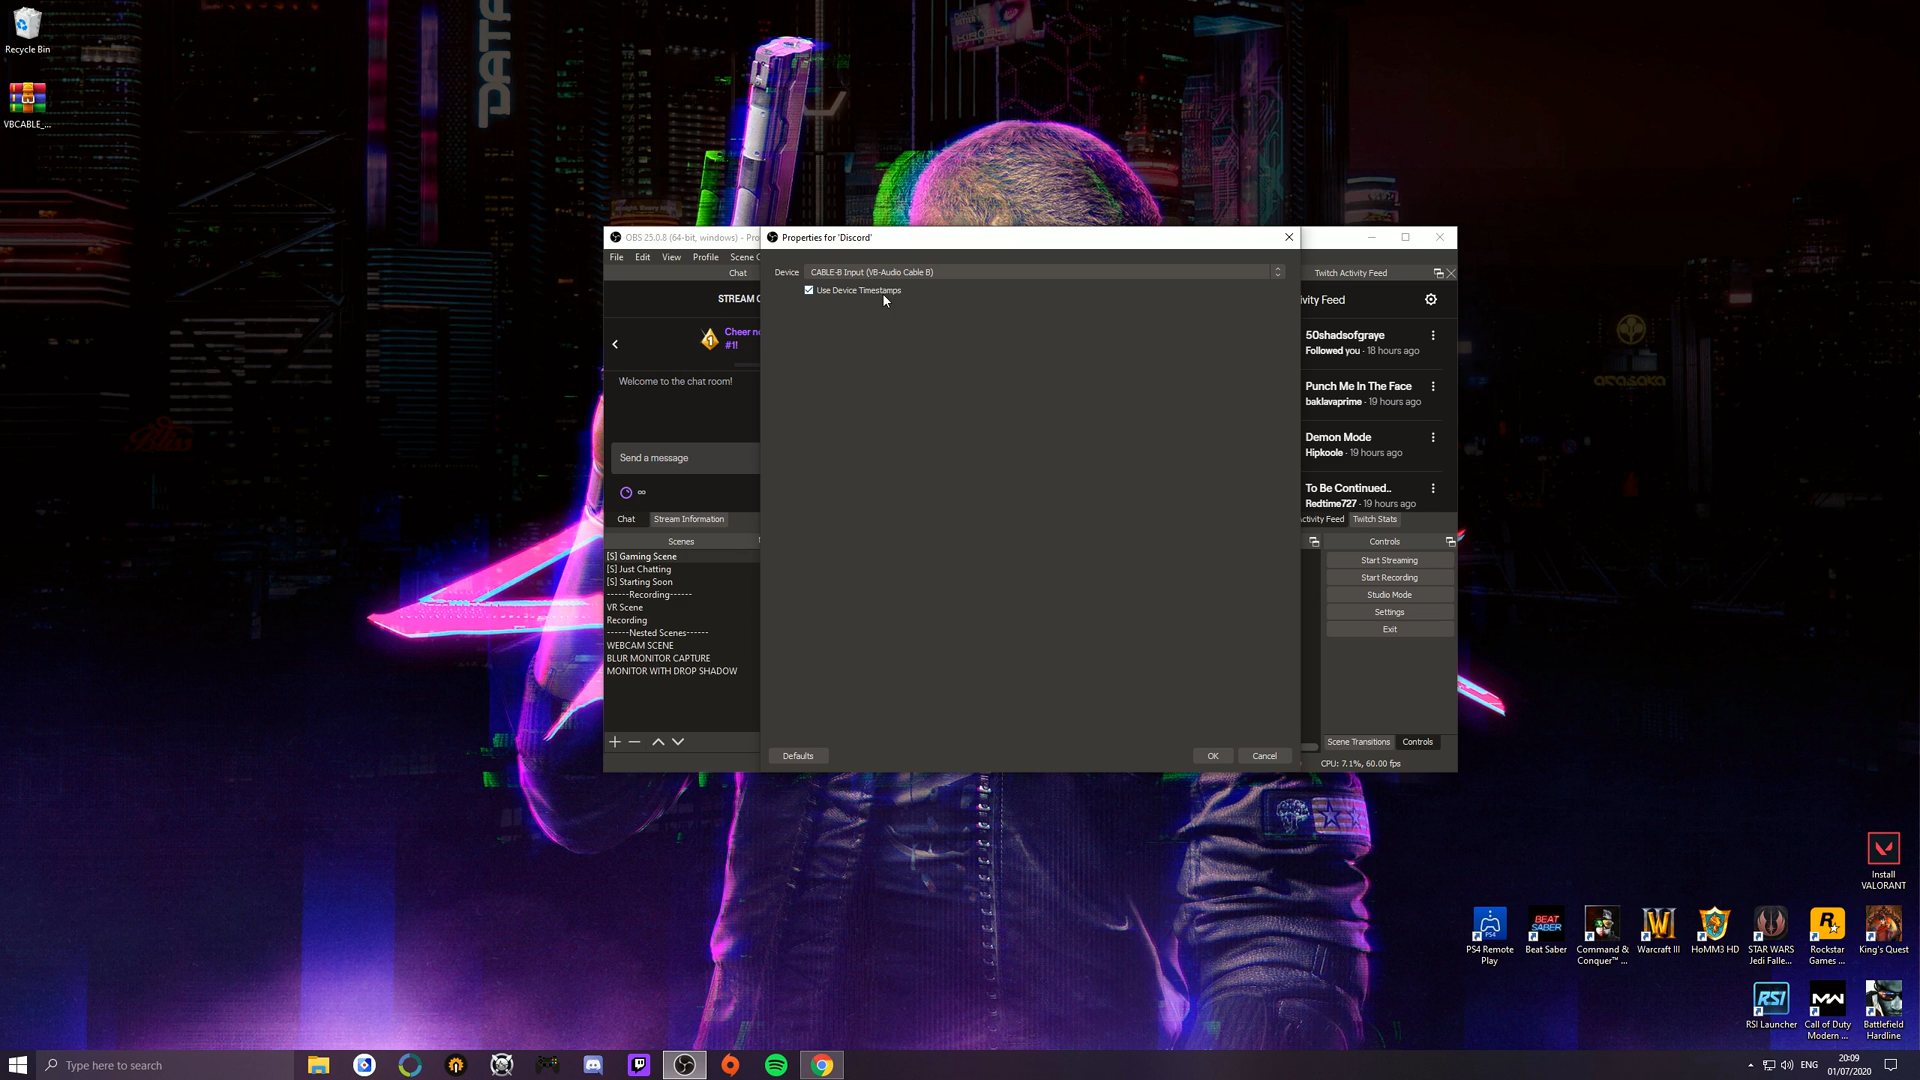 Recycle Bin
VBCABLE_...
DATA
OBS 25.0.8 (64-bit, windows) - Pro
Properties for 'Discord'
File Edit View Profile Scene C
Device CABLE-B Input (VB-Audio Cable B)
Use Device Timestamps
Defaults
OK
Cancel
Chat
STREAM C
Cheer no
#1!
Welcome to the chat room!
Send a message
∞
Chat
Stream Information
Scenes
[S] Gaming Scene
[S] Just Chatting
[S] Starting Soon
------Recording------
VR Scene
Recording
------Nested Scenes------
WEBCAM SCENE
BLUR MONITOR CAPTURE
MONITOR WITH DROP SHADOW
Twitch Activity Feed
ivity Feed
50shadsofgraye
Followed you · 18 hours ago
Punch Me In The Face
baklavaprime · 19 hours ago
Demon Mode
Hipkoole · 19 hours ago
To Be Continued..
Redtime727 · 19 hours ago
ctivity Feed
Twitch Stats
Controls
Start Streaming
Start Recording
Studio Mode
Settings
Exit
Scene Transitions
Controls
CPU: 7.1%, 60.00 fps
arasaka
Install
VALORANT
PS4 Remote
Play
Beat Saber
Command &
Conquer™ ...
Warcraft III
HoMM3 HD
STAR WARS
Jedi Falle...
Rockstar
Games ...
King's Quest
RSI Launcher
Call of Duty
Modern ...
Battlefield
Hardline
Type here to search
ENG
20:09
01/07/2020